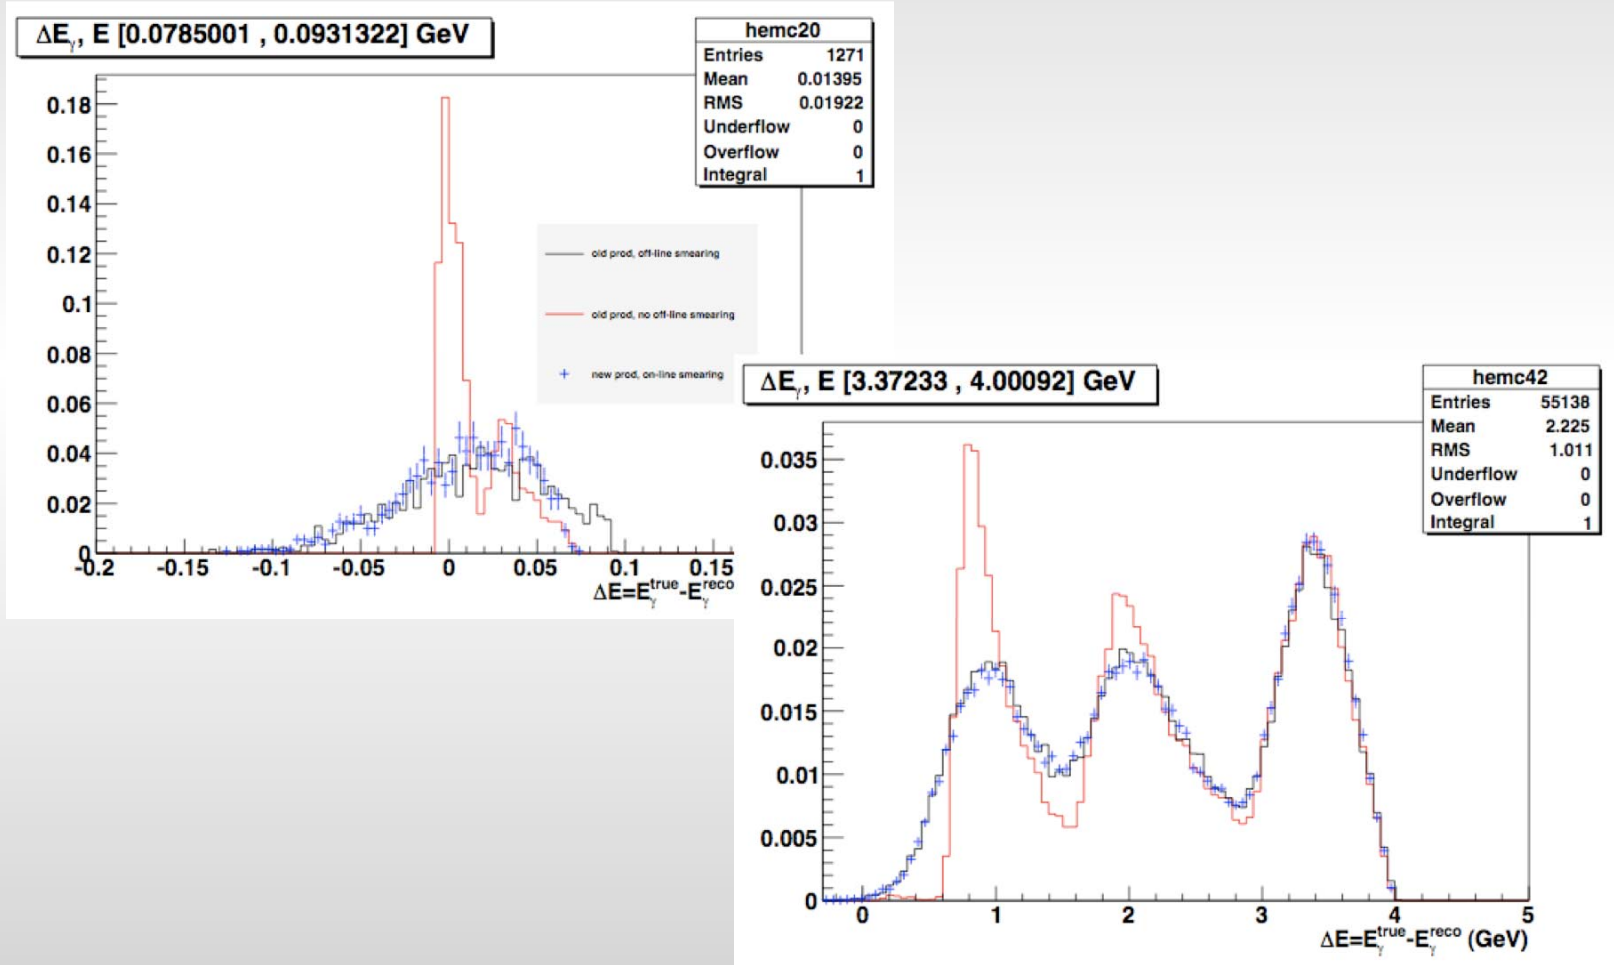 ΔEγ, E [0.0785001 , 0.0931322] GeV
hemc20
Entries 1271
Mean 0.01395
RMS 0.01922
Underflow 0
Overflow 0
Integral 1
0.18
0.16
0.14
0.12
0.1
0.08
0.06
0.04
0.02
0
old prod, off-line smearing
old prod, no off-line smearing
new prod, on-line smearing
-0.2 -0.15 -0.1 -0.05 0 0.05 0.1 0.15
ΔE=Eγtrue-Eγreco
ΔEγ, E [3.37233 , 4.00092] GeV
hemc42
Entries 55138
Mean 2.225
RMS 1.011
Underflow 0
Overflow 0
Integral 1
0.035
0.03
0.025
0.02
0.015
0.01
0.005
0
0 1 2 3 4 5
ΔE=Eγtrue-Eγreco (GeV)